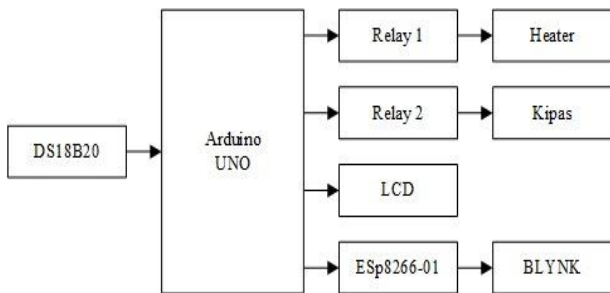 DS18B20
Arduino
UNO
Relay 1
Heater
Relay 2
Kipas
LCD
ESp8266-01
BLYNK